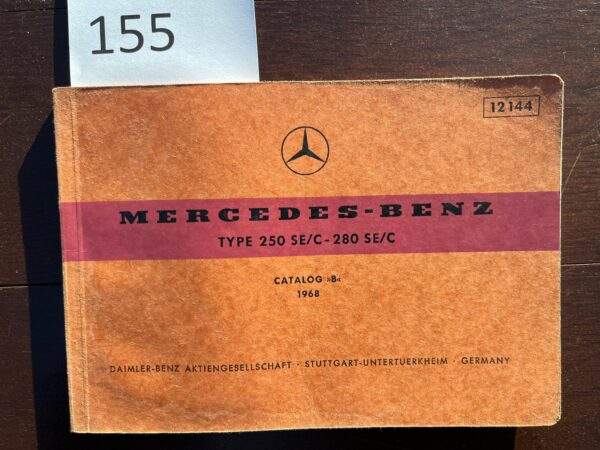 155
12144
MERCEDES-BENZ
TYPE 250 SE/C - 280 SE/C
CATALOG »B«
1968
DAIMLER-BENZ AKTIENGESELLSCHAFT · STUTTGART-UNTERTUERKHEIM · GERMANY